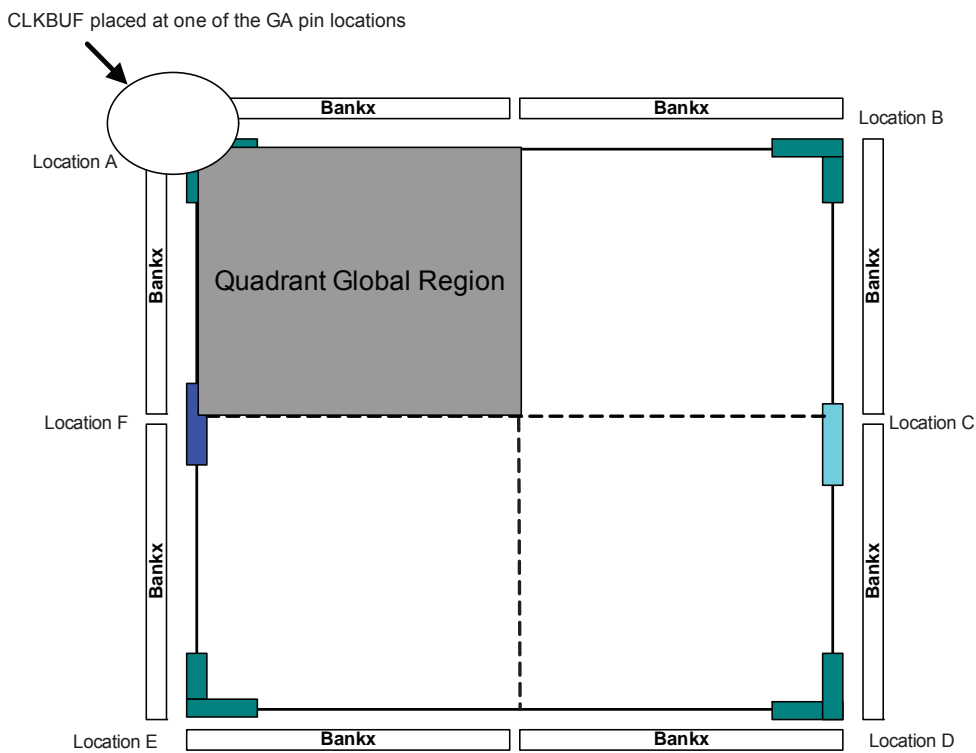 CLKBUF placed at one of the GA pin locations
Bankx
Bankx
Location B
Location A
Bankx
Bankx
Quadrant Global Region
Location F
Location C
Bankx
Bankx
Location E
Bankx
Bankx
Location D